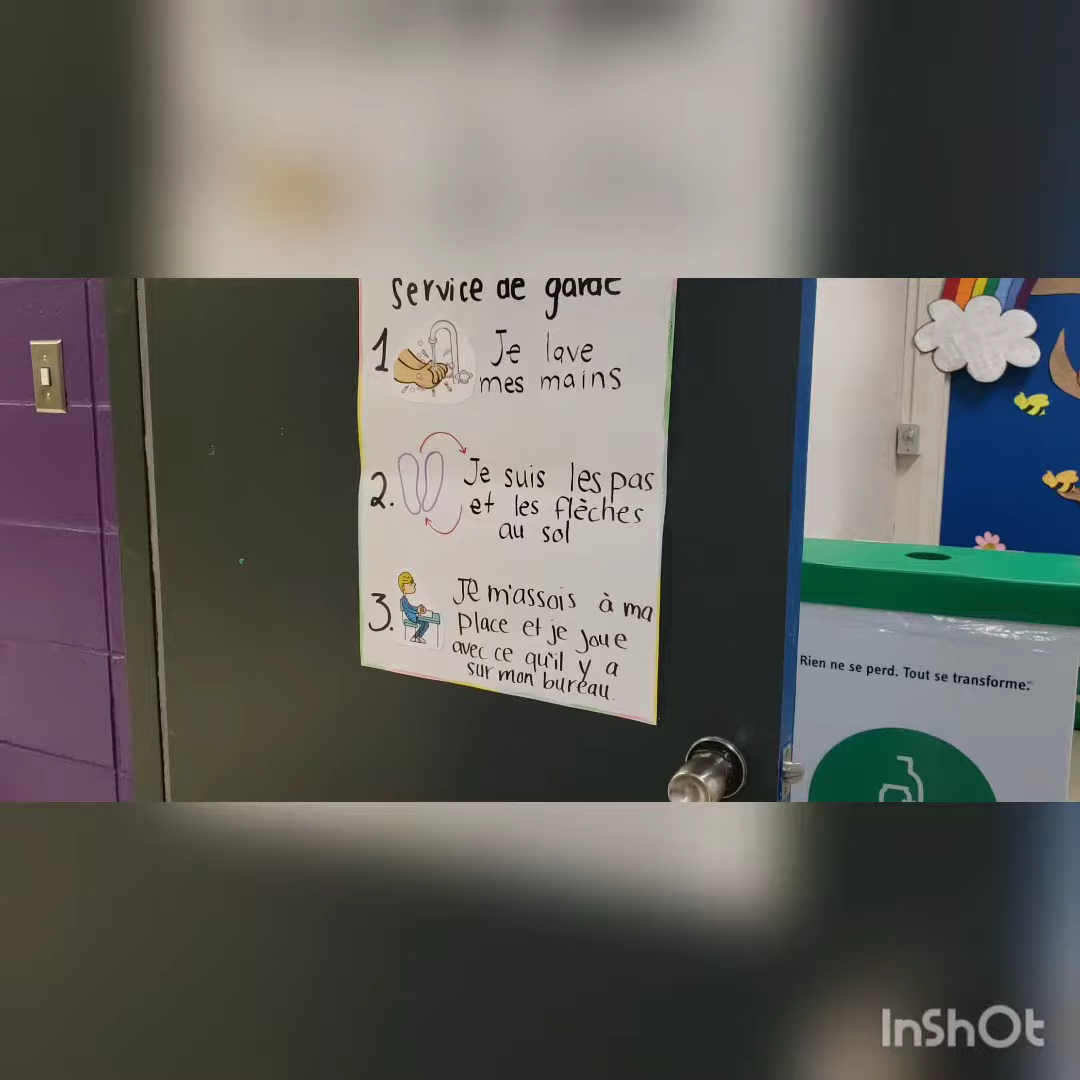 service de garde
1. Je lave
mes mains
2. Je suis les pas
et les flèches
au sol
3. Je m'assois à ma
place et je joue
avec ce qu'il y a
sur mon bureau.
Rien ne se perd. Tout se transforme.
InShOt